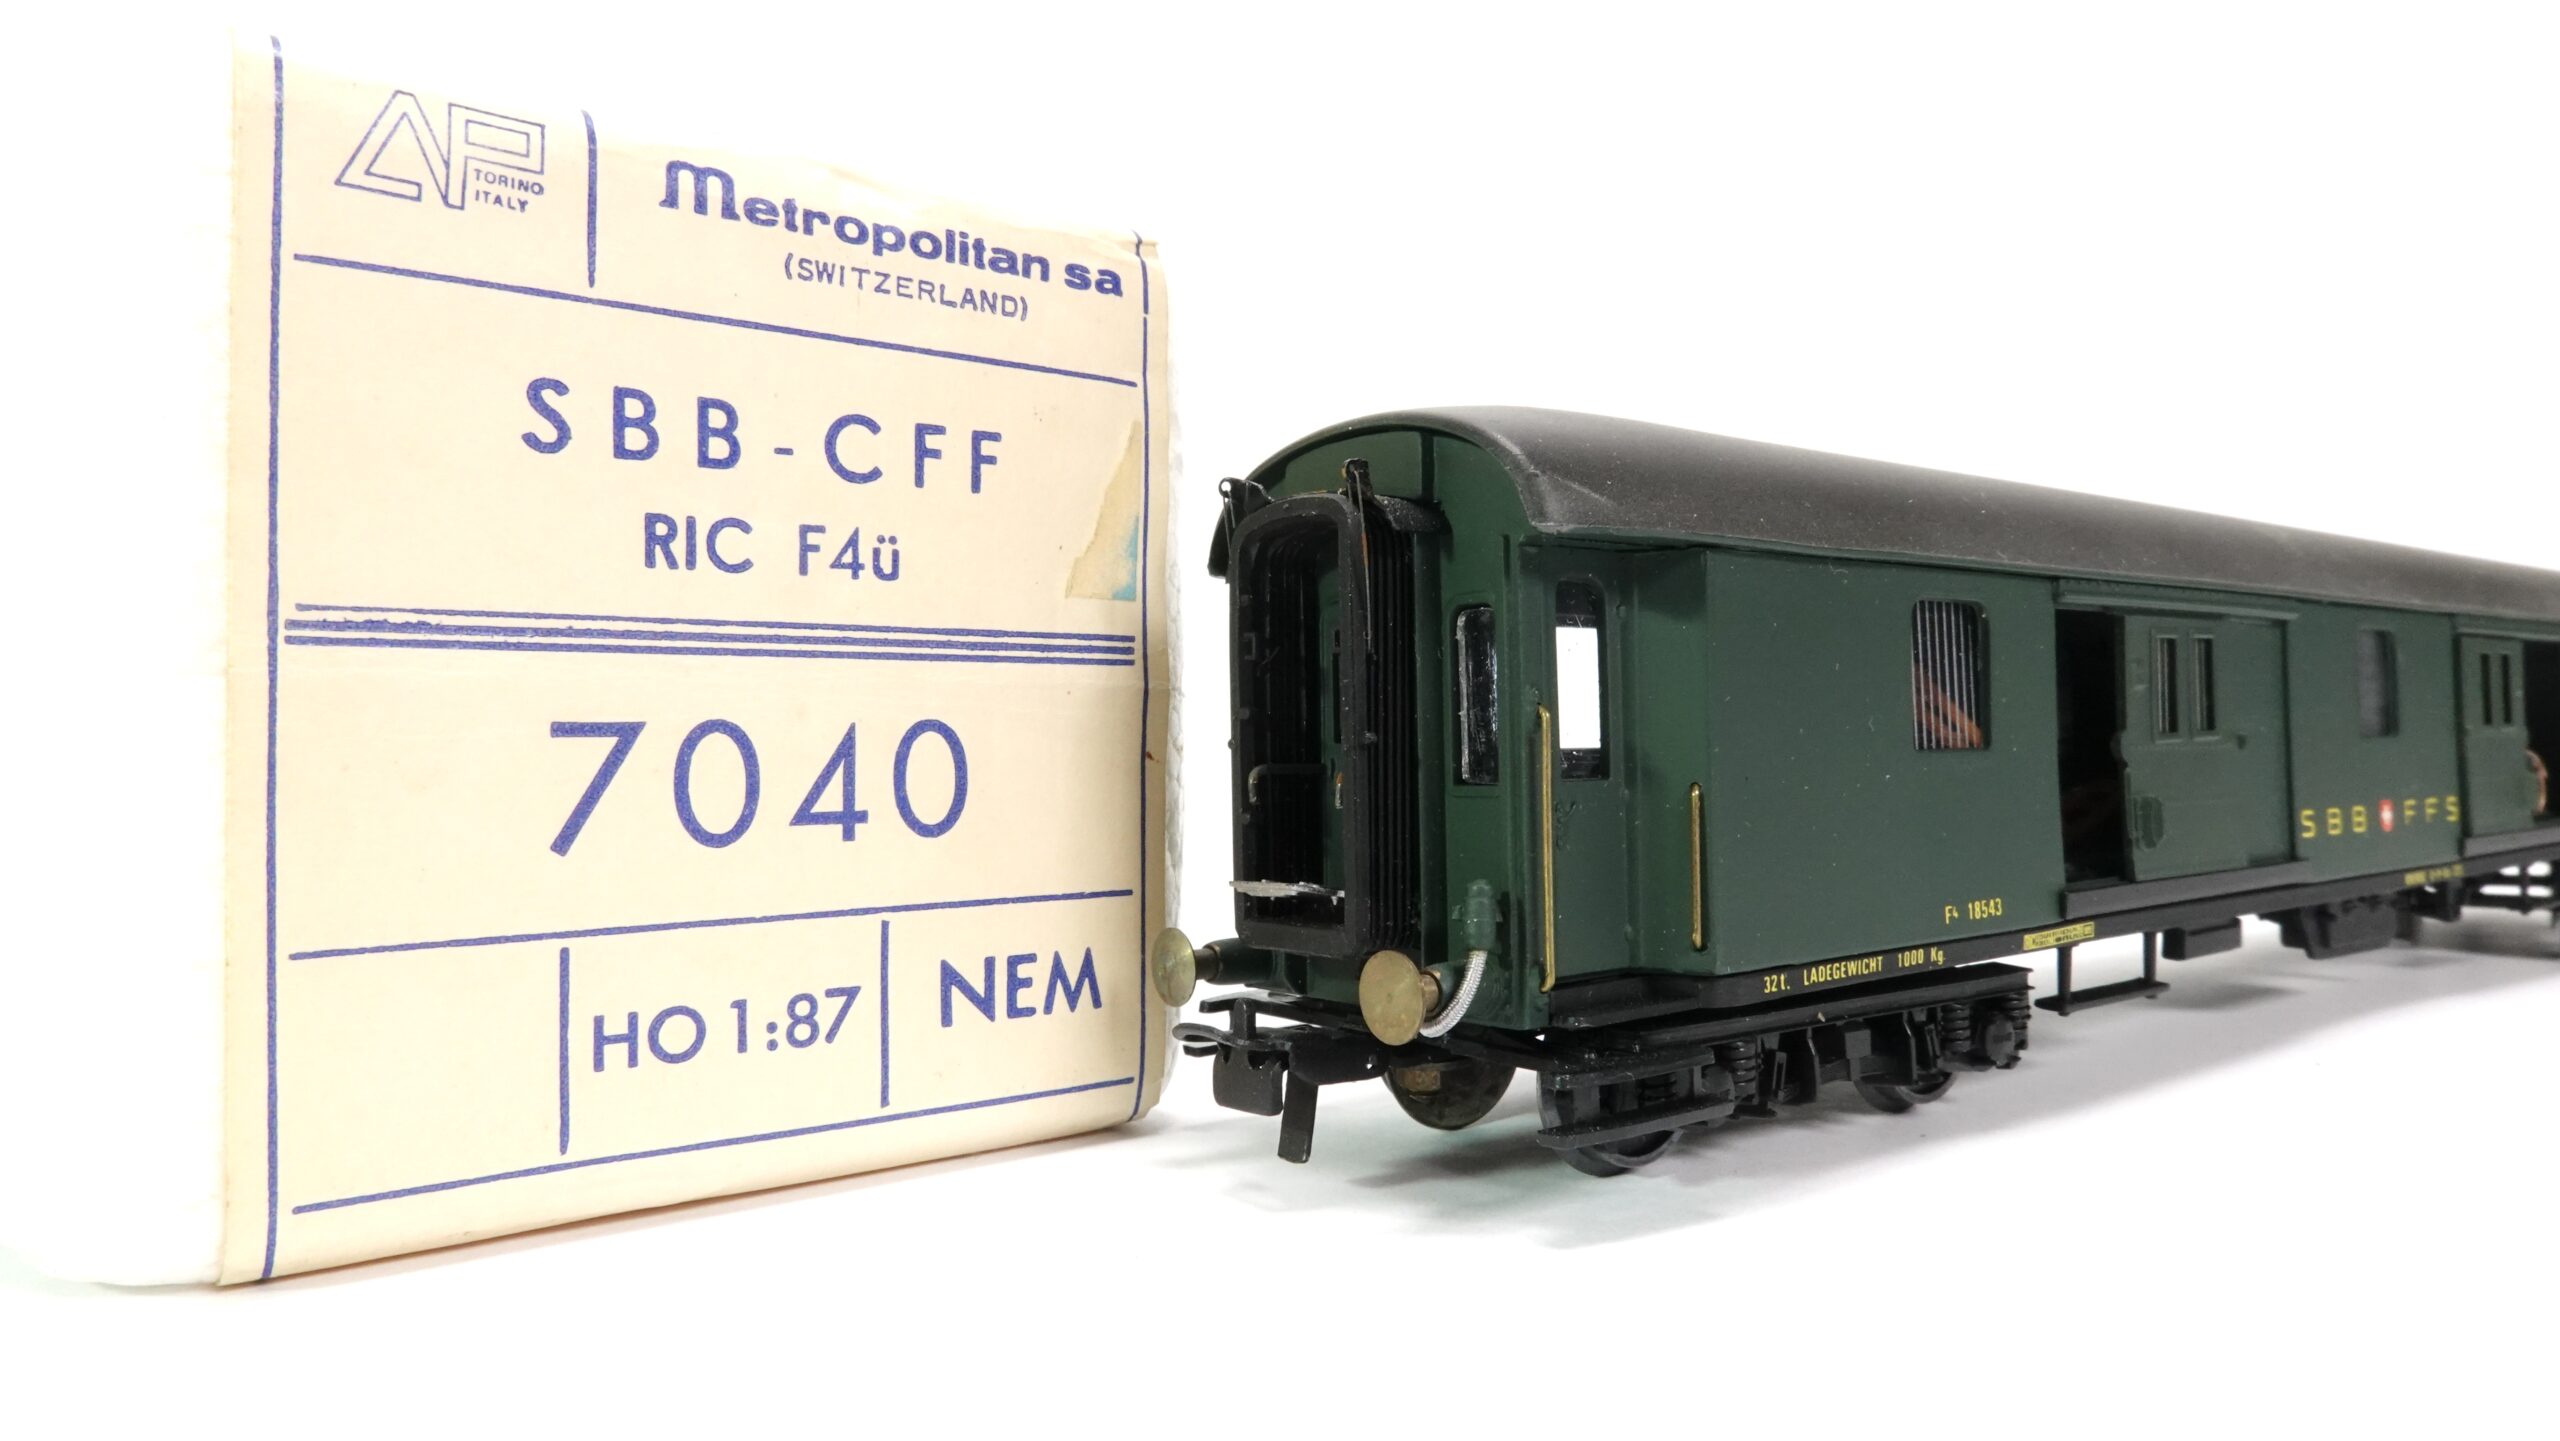 AP
TORINO
ITALY
Metropolitan sa
(SWITZERLAND)
SBB-CFF
RIC F4ü
7040
HO 1:87
NEM
SBB FFS
F4 18543
32t. LADEGEWICHT 1000 Kg.